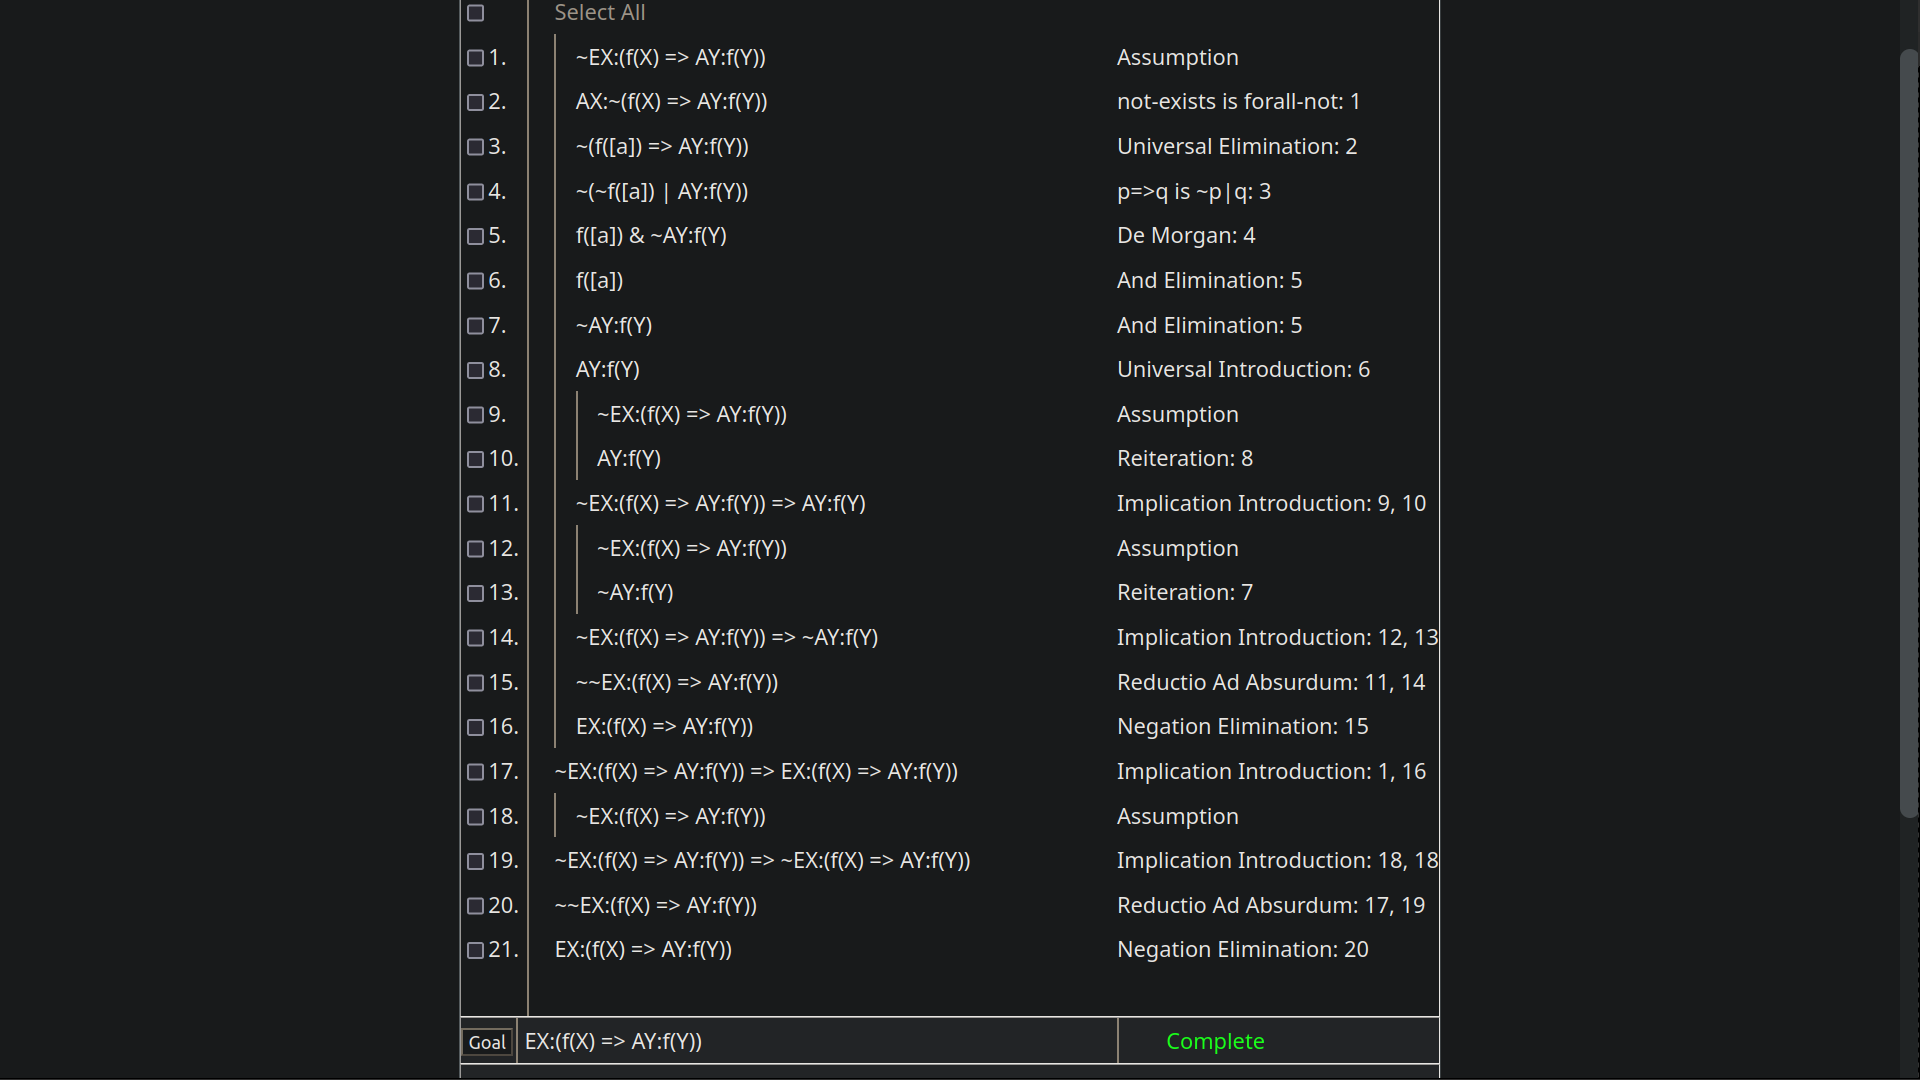 Select All
1. ~EX:(f(X) => AY:f(Y)) Assumption
2. AX:~(f(X) => AY:f(Y)) not-exists is forall-not: 1
3. ~(f([a]) => AY:f(Y)) Universal Elimination: 2
4. ~(~f([a]) | AY:f(Y)) p=>q is ~p|q: 3
5. f([a]) & ~AY:f(Y) De Morgan: 4
6. f([a]) And Elimination: 5
7. ~AY:f(Y) And Elimination: 5
8. AY:f(Y) Universal Introduction: 6
9. ~EX:(f(X) => AY:f(Y)) Assumption
10. AY:f(Y) Reiteration: 8
11. ~EX:(f(X) => AY:f(Y)) => AY:f(Y) Implication Introduction: 9, 10
12. ~EX:(f(X) => AY:f(Y)) Assumption
13. ~AY:f(Y) Reiteration: 7
14. ~EX:(f(X) => AY:f(Y)) => ~AY:f(Y) Implication Introduction: 12, 13
15. ~~EX:(f(X) => AY:f(Y)) Reductio Ad Absurdum: 11, 14
16. EX:(f(X) => AY:f(Y)) Negation Elimination: 15
17. ~EX:(f(X) => AY:f(Y)) => EX:(f(X) => AY:f(Y)) Implication Introduction: 1, 16
18. ~EX:(f(X) => AY:f(Y)) Assumption
19. ~EX:(f(X) => AY:f(Y)) => ~EX:(f(X) => AY:f(Y)) Implication Introduction: 18, 18
20. ~~EX:(f(X) => AY:f(Y)) Reductio Ad Absurdum: 17, 19
21. EX:(f(X) => AY:f(Y)) Negation Elimination: 20
Goal EX:(f(X) => AY:f(Y)) Complete